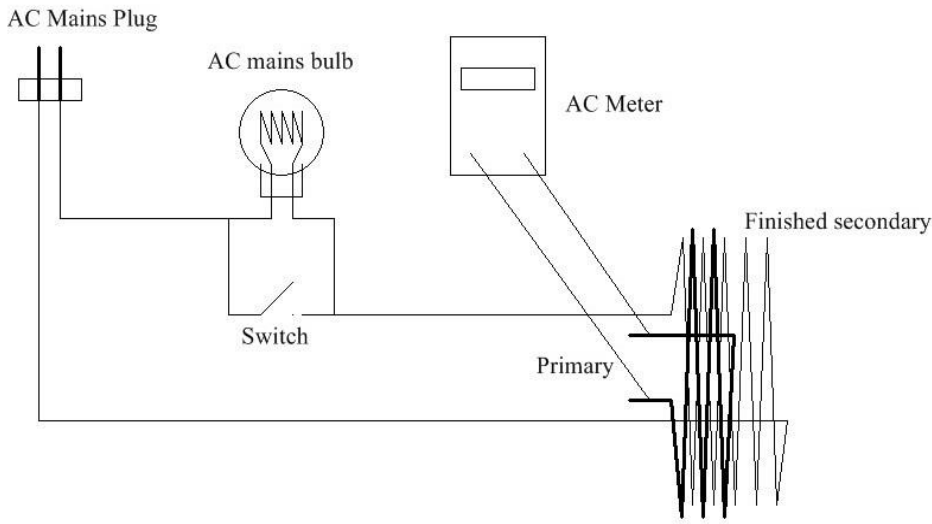 AC Mains Plug
AC mains bulb
AC Meter
Finished secondary
Switch
Primary